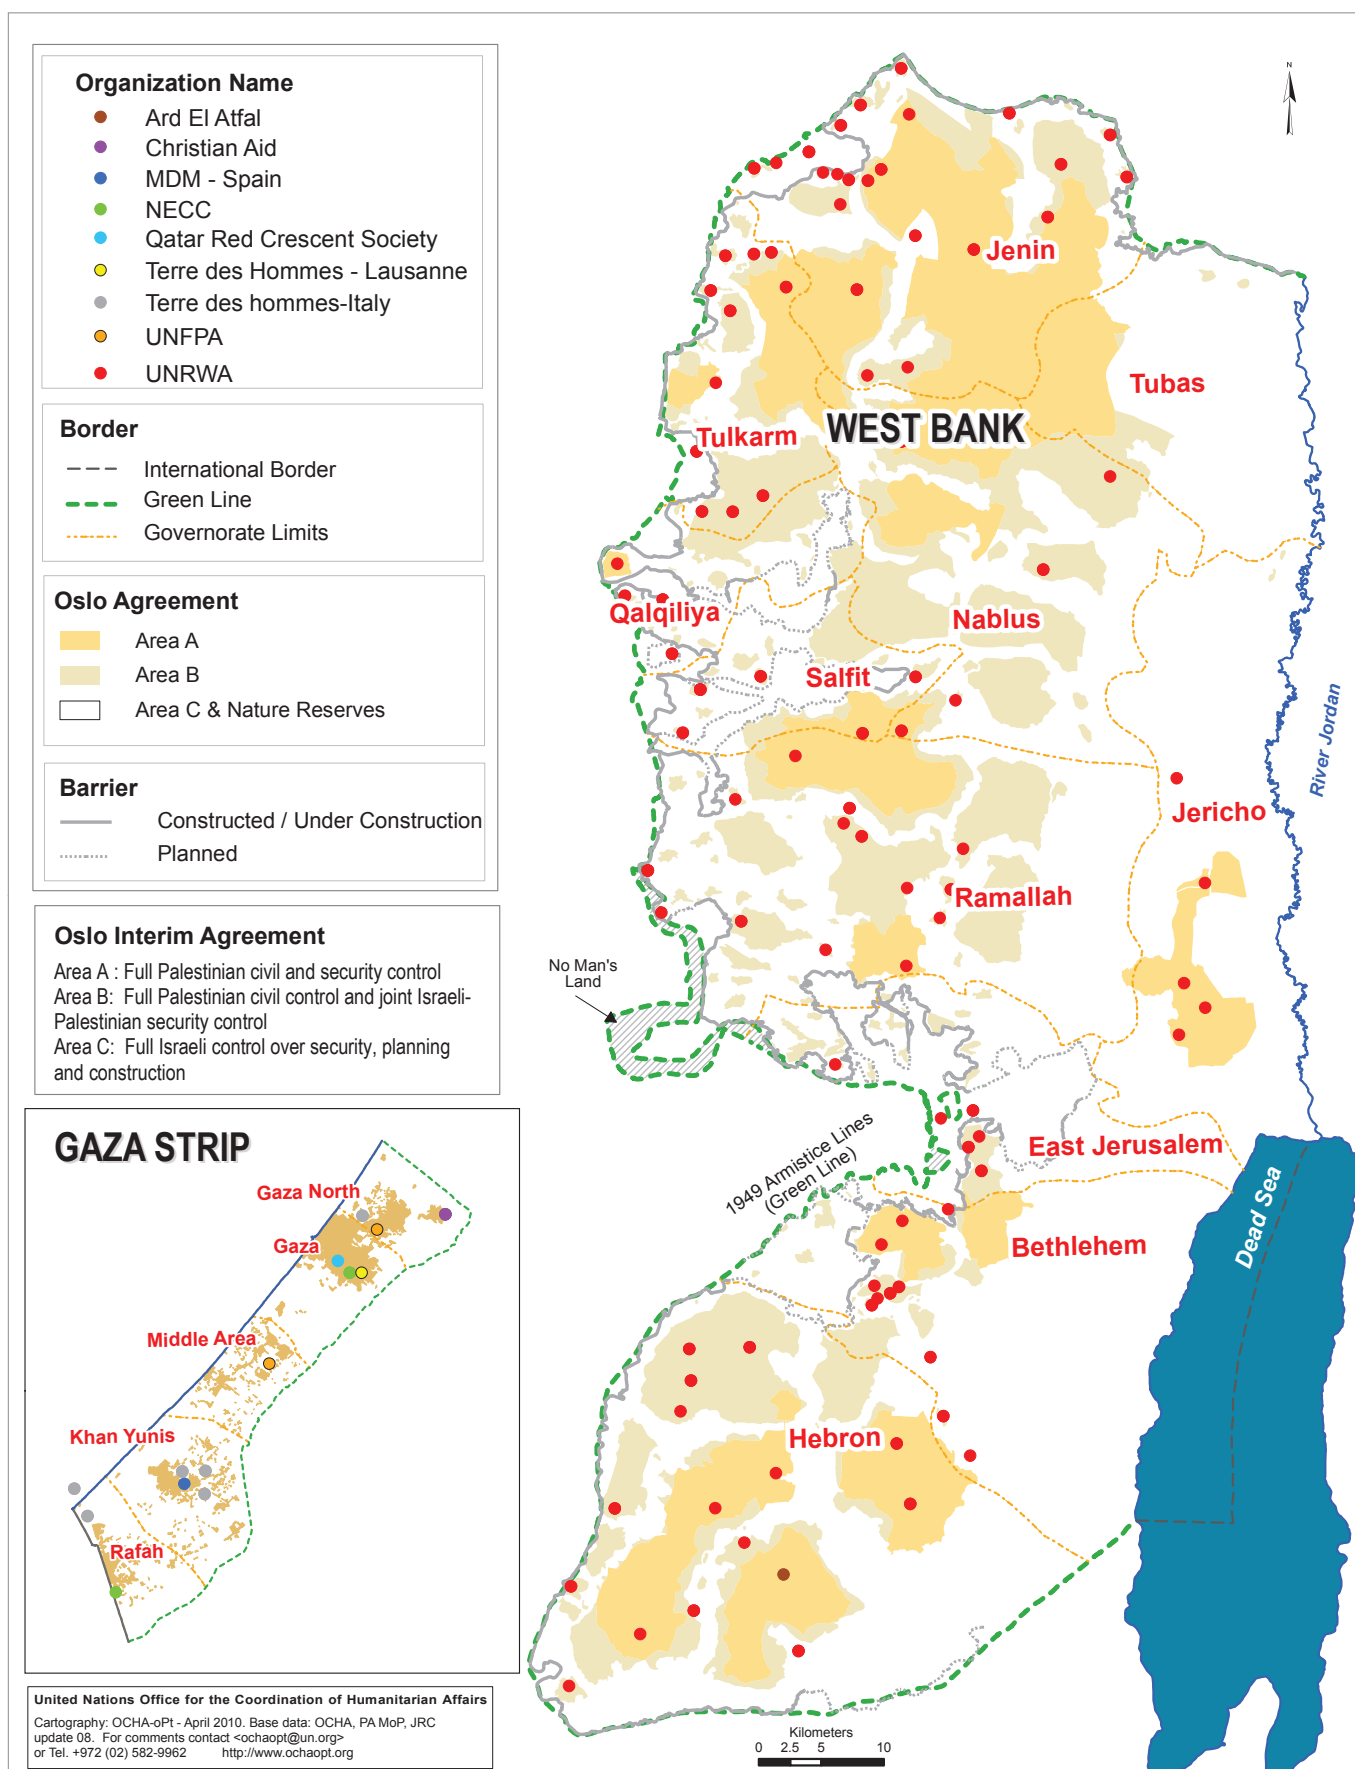 Organization Name
Ard El Atfal
Christian Aid
MDM - Spain
NECC
Qatar Red Crescent Society
Terre des Hommes - Lausanne
Terre des hommes-Italy
UNFPA
UNRWA
Border
International Border
Green Line
Governorate Limits
Oslo Agreement
Area A
Area B
Area C & Nature Reserves
Barrier
Constructed / Under Construction
Planned
Oslo Interim Agreement
Area A : Full Palestinian civil and security control
Area B: Full Palestinian civil control and joint Israeli-
Palestinian security control
Area C: Full Israeli control over security, planning
and construction
GAZA STRIP
Gaza North
Gaza
Middle Area
Khan Yunis
Rafah
United Nations Office for the Coordination of Humanitarian Affairs
Cartography: OCHA-oPt - April 2010. Base data: OCHA, PA MoP, JRC
update 08. For comments contact <ochaopt@un.org>
or Tel. +972 (02) 582-9962 http://www.ochaopt.org
N
Jenin
Tubas
WEST BANK
Tulkarm
Qalqiliya
Nablus
Salfit
River Jordan
Jericho
Ramallah
No Man's
Land
1949 Armistice Lines
(Green Line)
East Jerusalem
Dead Sea
Bethlehem
Hebron
Kilometers
0 2.5 5 10